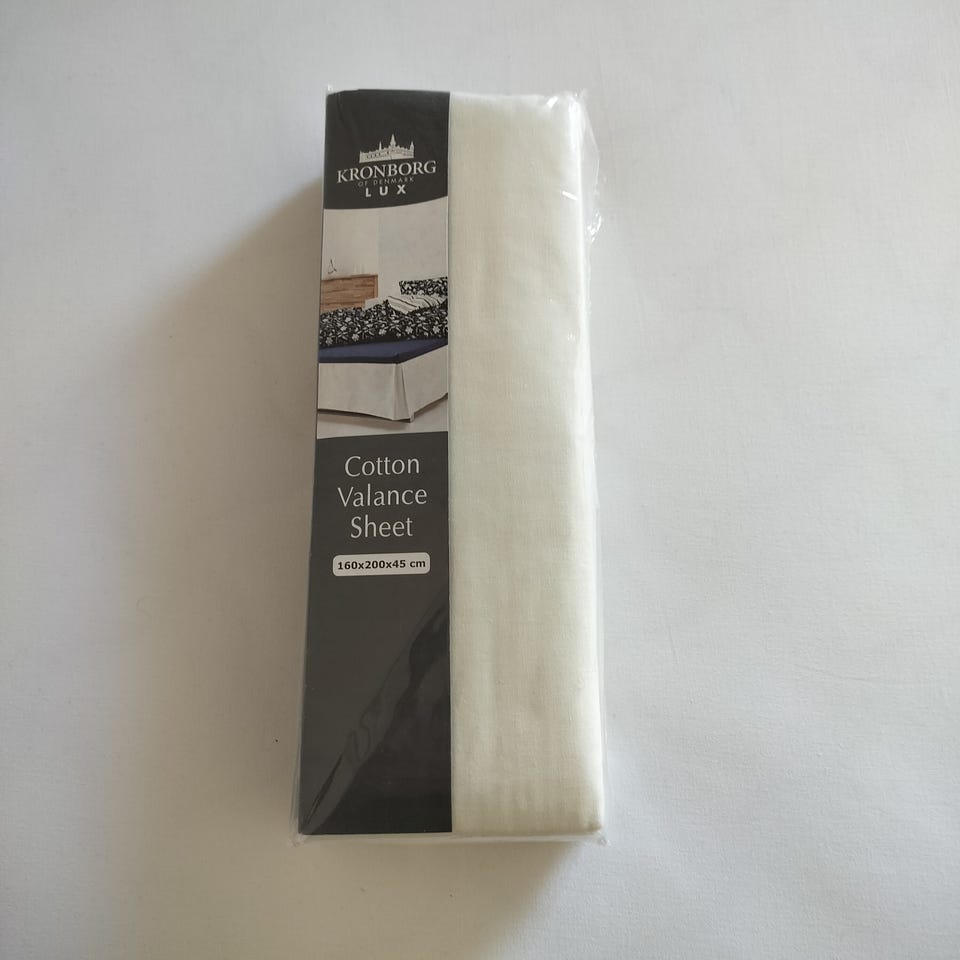 KRONBORG
OF DENMARK
LUX
Cotton
Valance
Sheet
160x200x45 cm